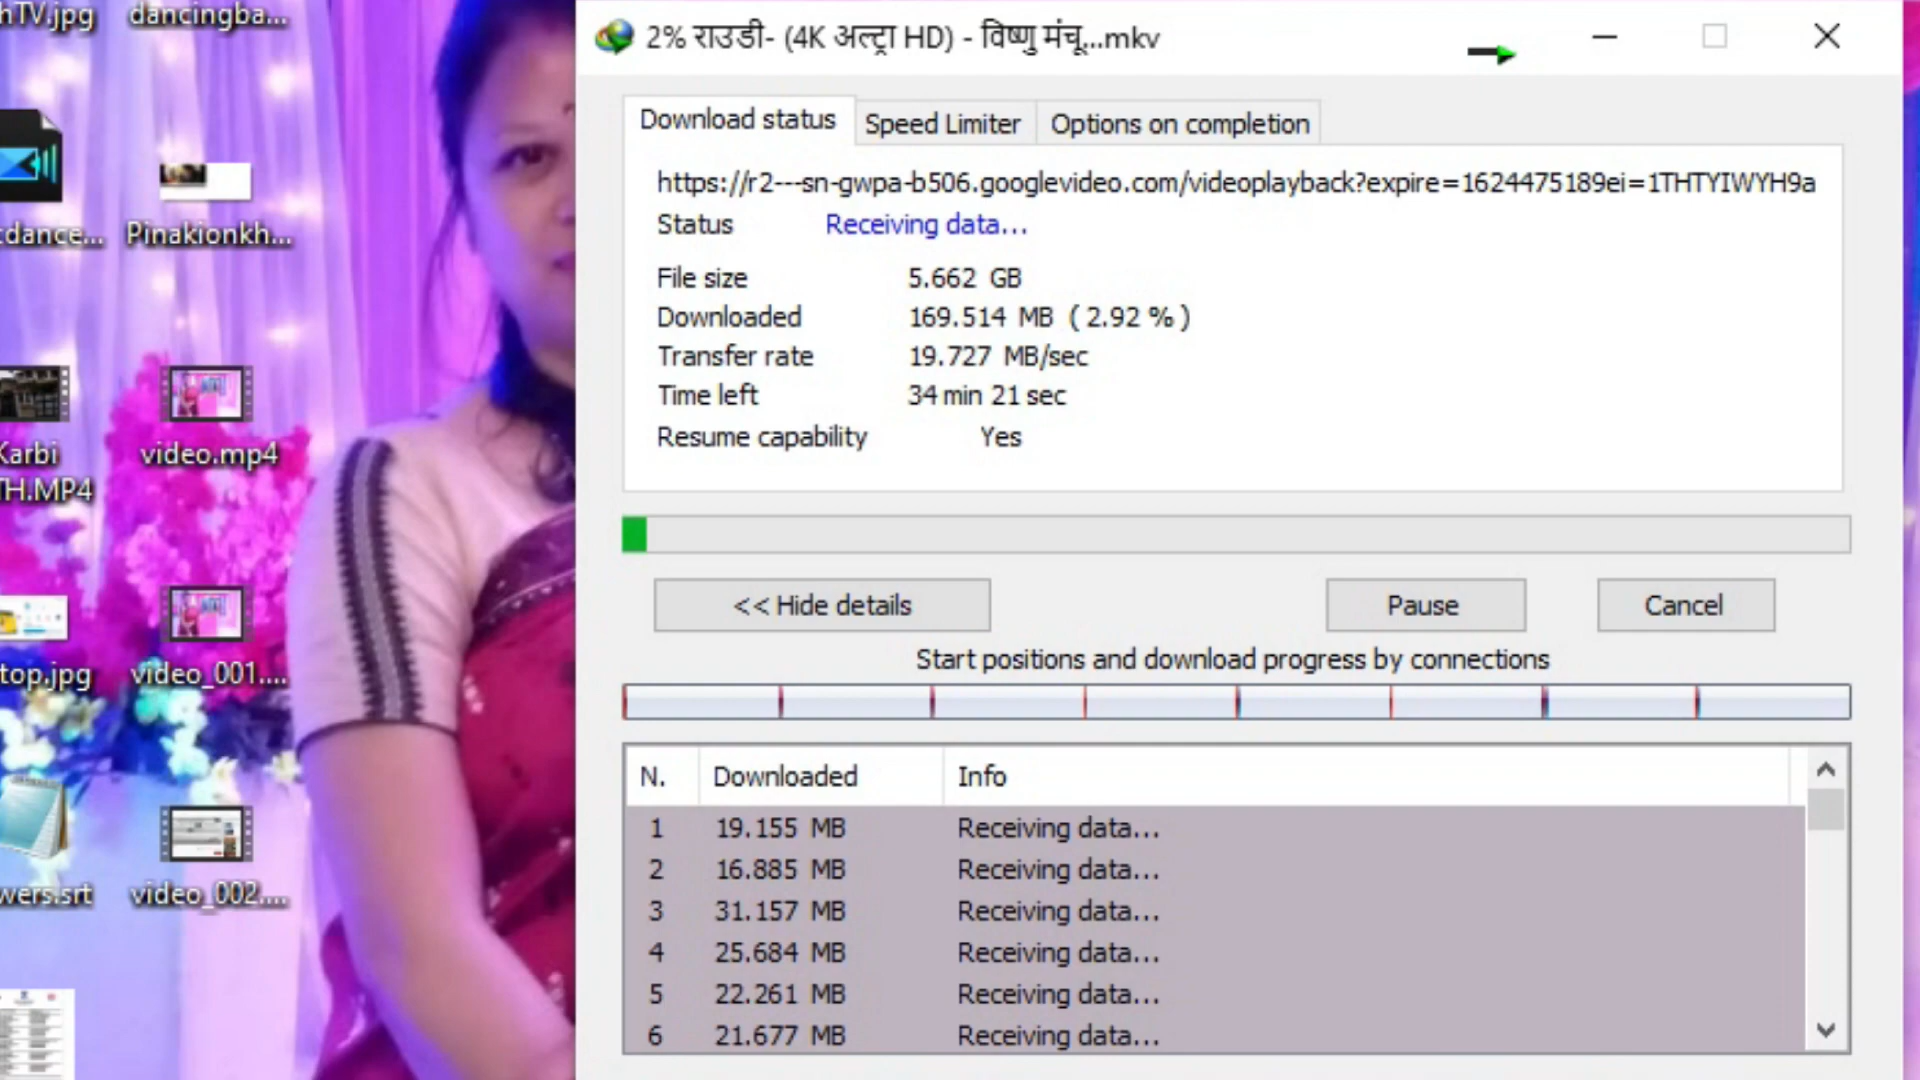 hTV.jpg
dancingba...
dance...
Pinakionkh...
Karbi
TH.MP4
video.mp4
top.jpg
video_001....
wers.srt
video_002....
2% राउडी- (4K अल्ट्रा HD) - विष्णु मंचू...mkv
Download status
Speed Limiter
Options on completion
https://r2---sn-gwpa-b506.googlevideo.com/videoplayback?expire=1624475189ei=1THTYIWYH9a
Status Receiving data...
File size 5.662 GB
Downloaded 169.514 MB ( 2.92 % )
Transfer rate 19.727 MB/sec
Time left 34 min 21 sec
Resume capability Yes
<< Hide details
Pause
Cancel
Start positions and download progress by connections
N. Downloaded Info
1 19.155 MB Receiving data...
2 16.885 MB Receiving data...
3 31.157 MB Receiving data...
4 25.684 MB Receiving data...
5 22.261 MB Receiving data...
6 21.677 MB Receiving data...